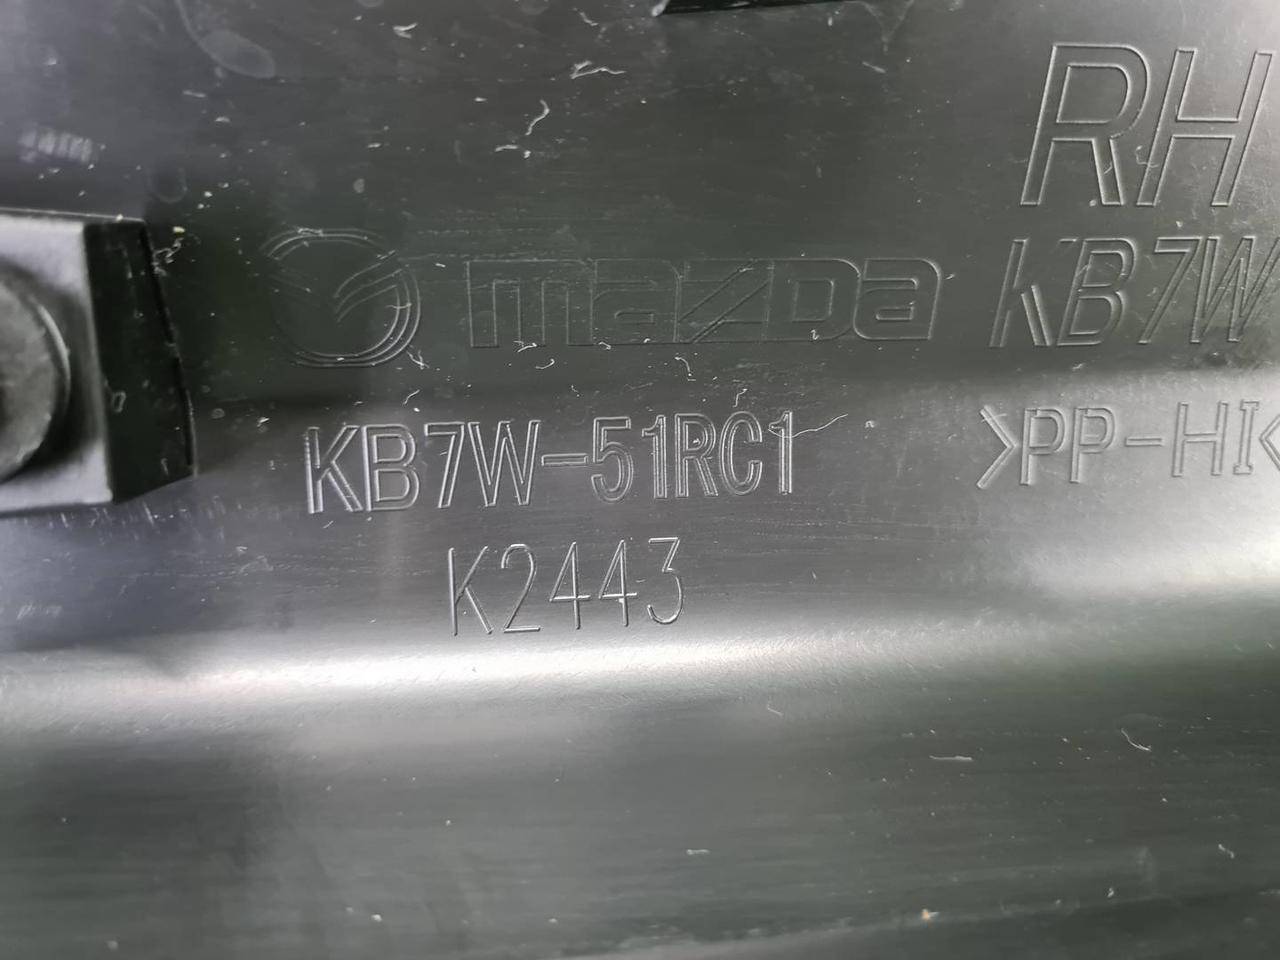 RH
mazda KB7W
KB7W-51RC1 >PP-HI<
K2443